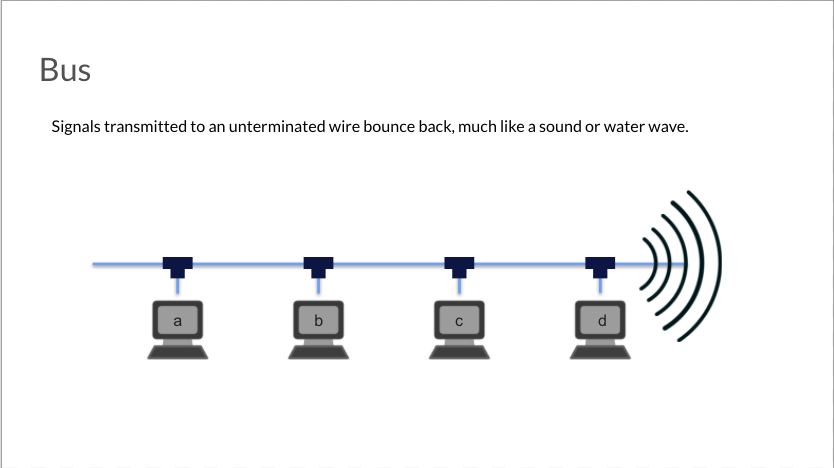 Bus
Signals transmitted to an unterminated wire bounce back, much like a sound or water wave.
a
b
c
d